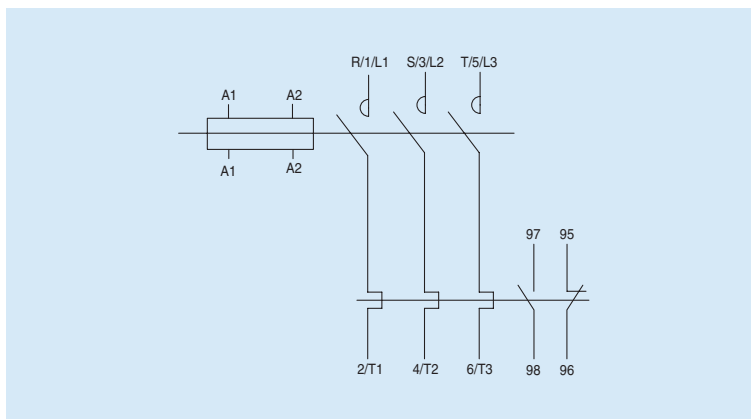 R/1/L1 S/3/L2 T/5/L3
A1 A2
A1 A2
97 95
2/T1 4/T2 6/T3 98 96